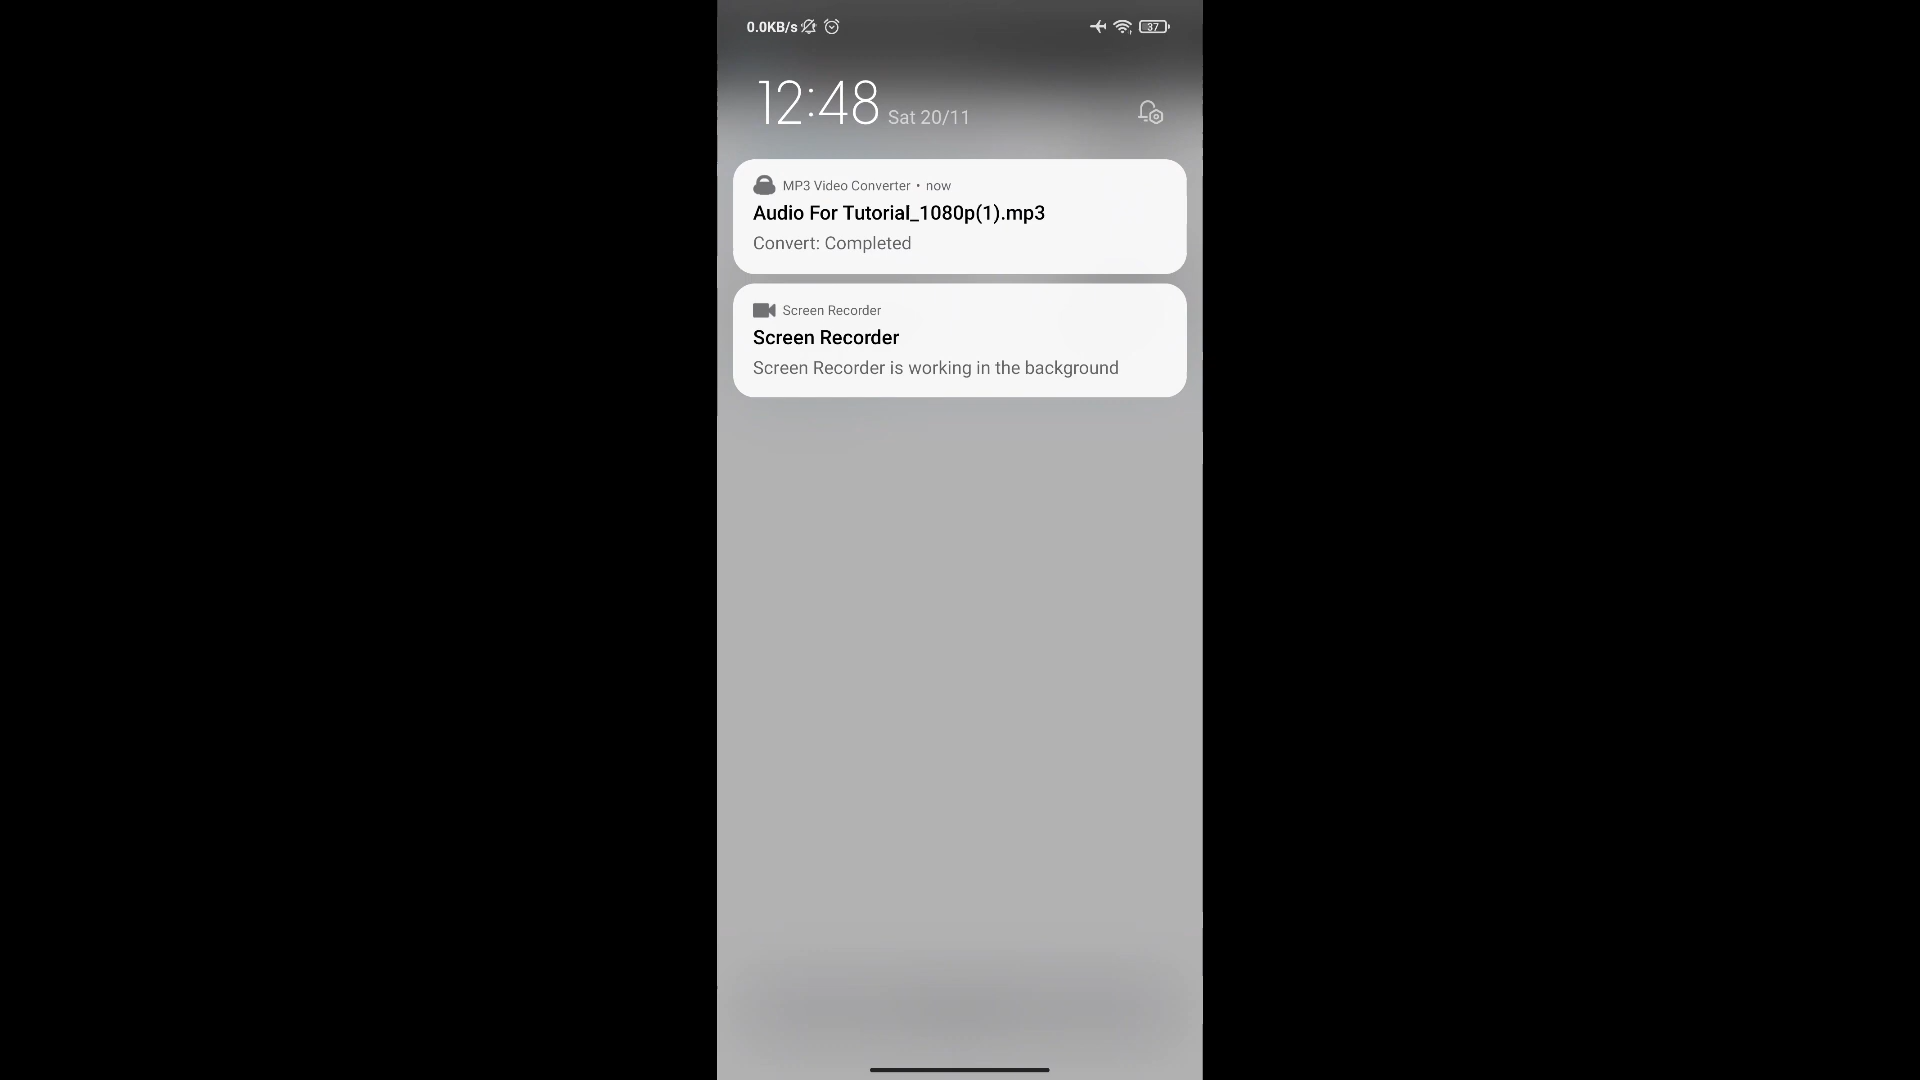 0.0KB/s
37
12:48 Sat 20/11
MP3 Video Converter • now
Audio For Tutorial_1080p(1).mp3
Convert: Completed
Screen Recorder
Screen Recorder
Screen Recorder is working in the background